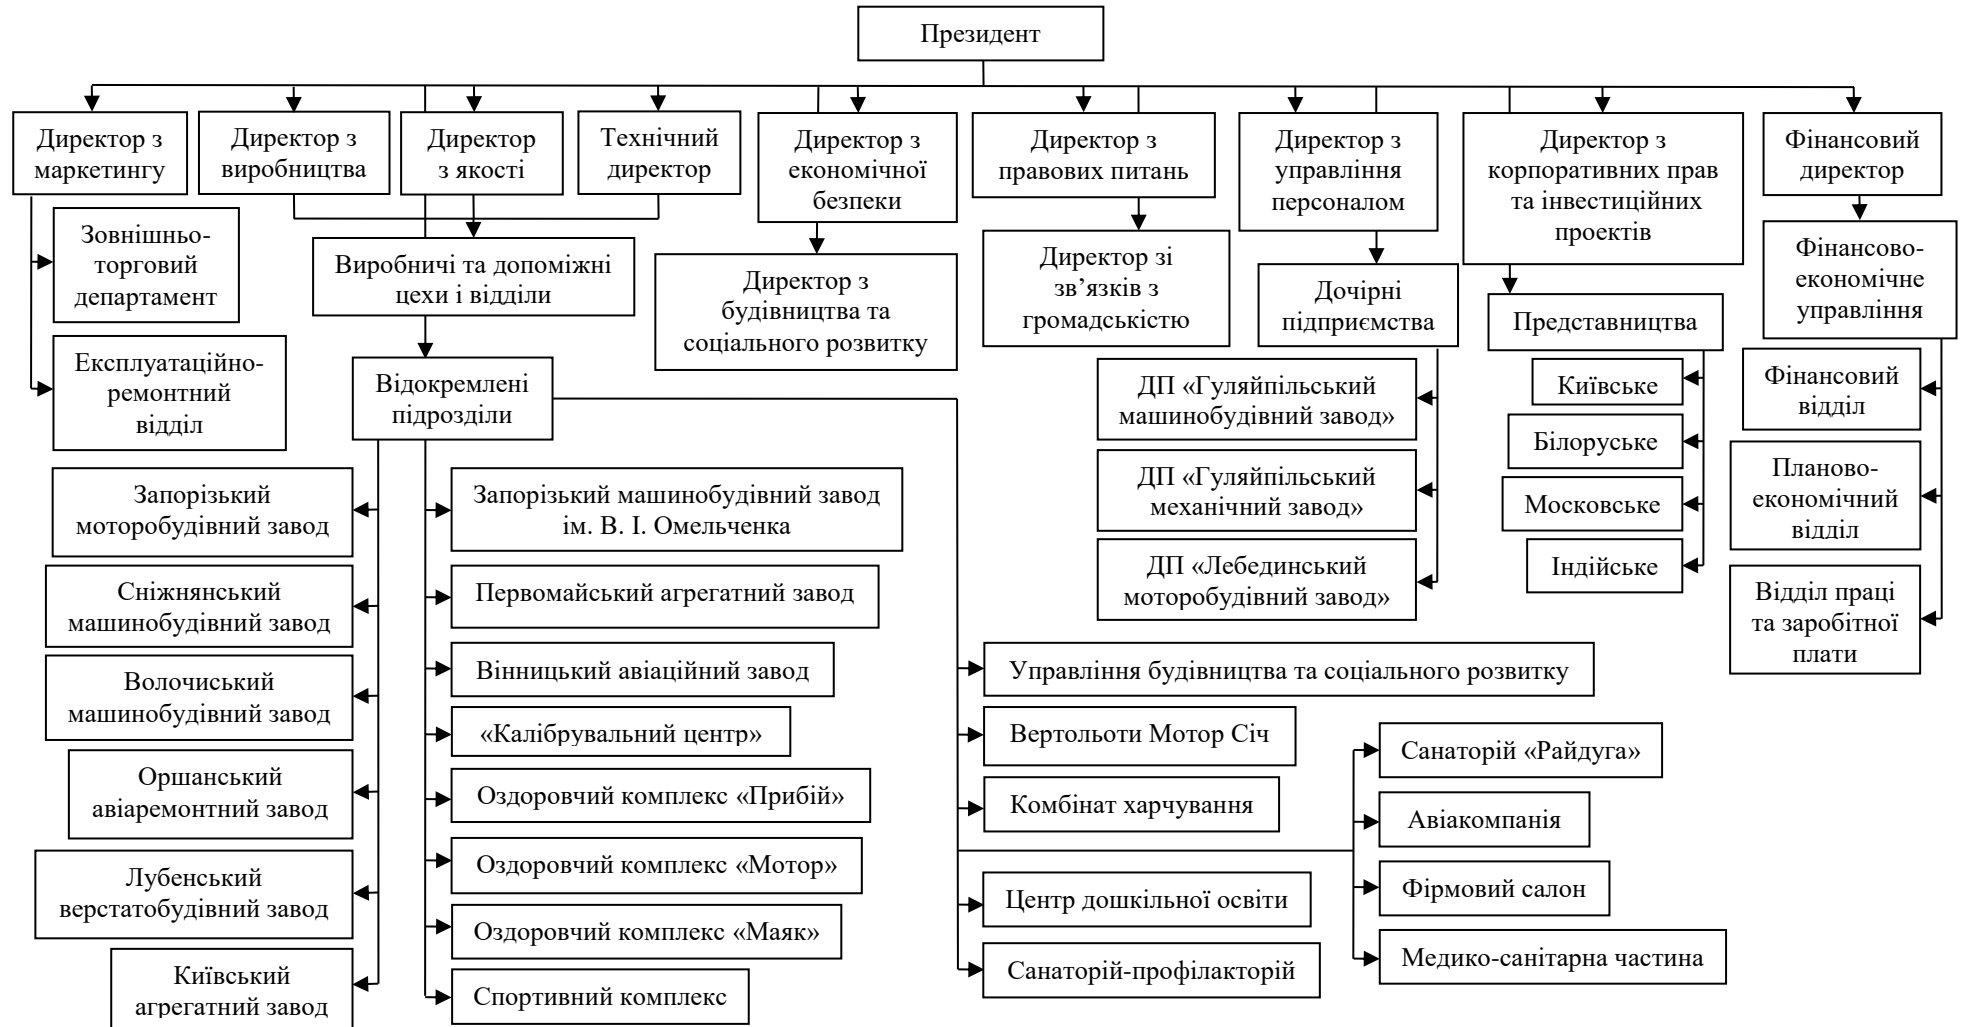 Президент
Директор з
маркетингу
Директор з
виробництва
Директор
з якості
Технічний
директор
Директор з
економічної
безпеки
Директор з
правових питань
Директор з
управління
персоналом
Директор з
корпоративних прав
та інвестиційних
проектів
Фінансовий
директор
Зовнішньо-
торговий
департамент
Експлуатаційно-
ремонтний
відділ
Виробничі та допоміжні
цехи і відділи
Директор з
будівництва та
соціального розвитку
Директор зі
зв’язків з
громадськістю
Дочірні
підприємства
Представництва
Фінансово-
економічне
управління
Відокремлені
підрозділи
ДП «Гуляйпільський
машинобудівний завод»
ДП «Гуляйпільський
механічний завод»
ДП «Лебединський
моторобудівний завод»
Київське
Білоруське
Московське
Індійське
Фінансовий
відділ
Планово-
економічний
відділ
Відділ праці
та заробітної
плати
Запорізький
моторобудівний завод
Сніжнянський
машинобудівний завод
Волочиський
машинобудівний завод
Оршанський
авіаремонтний завод
Лубенський
верстатобудівний завод
Київський
агрегатний завод
Запорізький машинобудівний завод
ім. В. І. Омельченка
Первомайський агрегатний завод
Вінницький авіаційний завод
«Калібрувальний центр»
Оздоровчий комплекс «Прибій»
Оздоровчий комплекс «Мотор»
Оздоровчий комплекс «Маяк»
Спортивний комплекс
Управління будівництва та соціального розвитку
Вертольоти Мотор Січ
Комбінат харчування
Центр дошкільної освіти
Санаторій-профілакторій
Санаторій «Райдуга»
Авіакомпанія
Фірмовий салон
Медико-санітарна частина